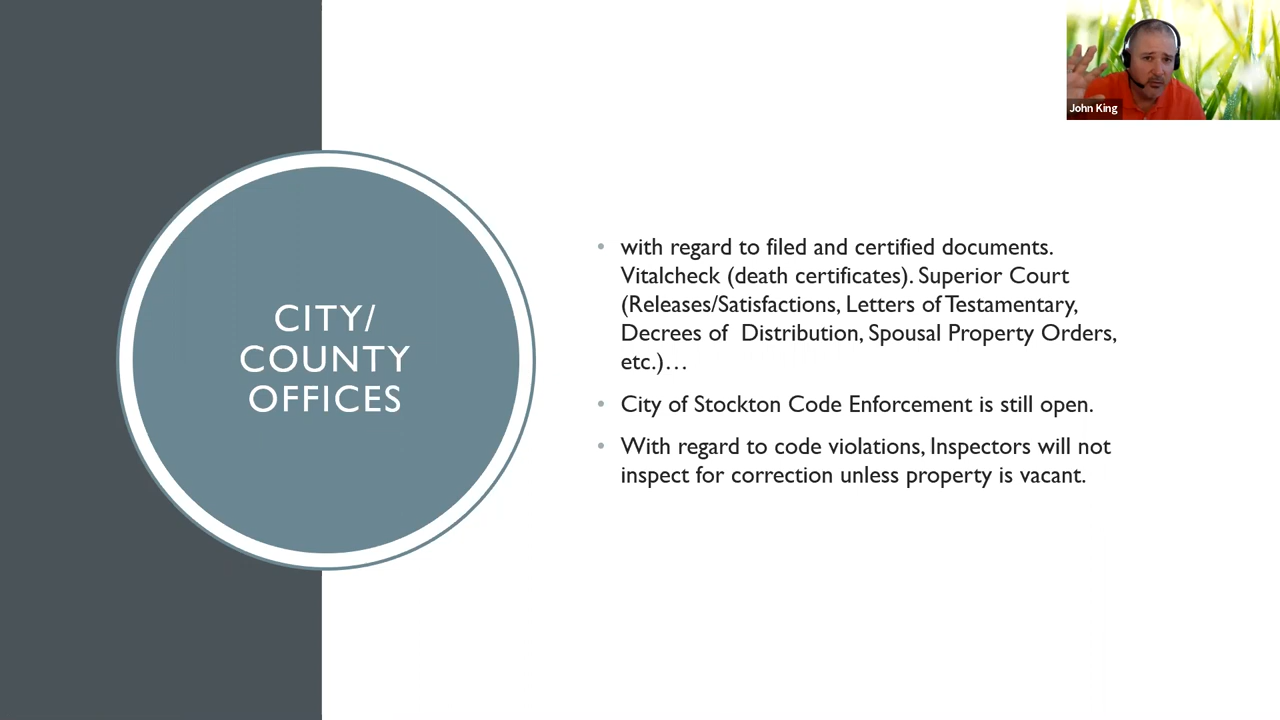 John King
CITY/
COUNTY
OFFICES
• with regard to filed and certified documents.
Vitalcheck (death certificates). Superior Court
(Releases/Satisfactions, Letters of Testamentary,
Decrees of  Distribution, Spousal Property Orders,
etc.)…
• City of Stockton Code Enforcement is still open.
• With regard to code violations, Inspectors will not
inspect for correction unless property is vacant.